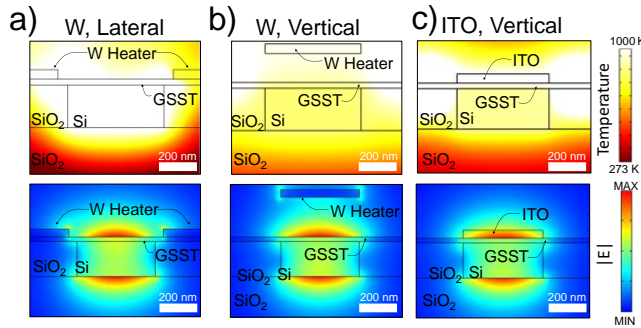 a) W, Lateral
W Heater
GSST
SiO2 Si
SiO2
200 nm
b) W, Vertical
W Heater
GSST
SiO2 Si
SiO2
200 nm
c) ITO, Vertical
ITO
GSST
SiO2 Si
SiO2
200 nm
1000 K
Temperature
273 K
W Heater
GSST
SiO2 Si
SiO2
200 nm
W Heater
GSST
SiO2 Si
SiO2
200 nm
ITO
GSST
SiO2 Si
SiO2
200 nm
MAX
|E|
MIN